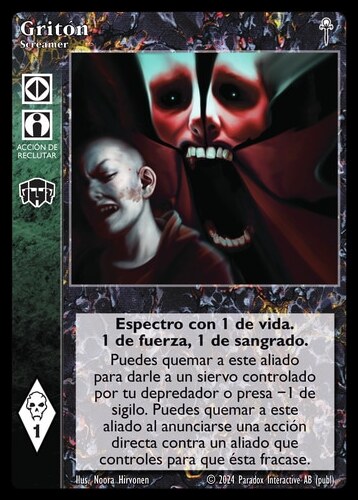 Gritón
Screamer
ACCIÓN DE
RECLUTAR
Espectro con 1 de vida.
1 de fuerza, 1 de sangrado.
Puedes quemar a este aliado
para darle a un siervo controlado
por tu depredador o presa −1 de
sigilo. Puedes quemar a este
aliado al anunciarse una acción
directa contra un aliado que
controles para que ésta fracase.
1
Ilus: Noora Hirvonen
© 2024 Paradox Interactive AB (publ)